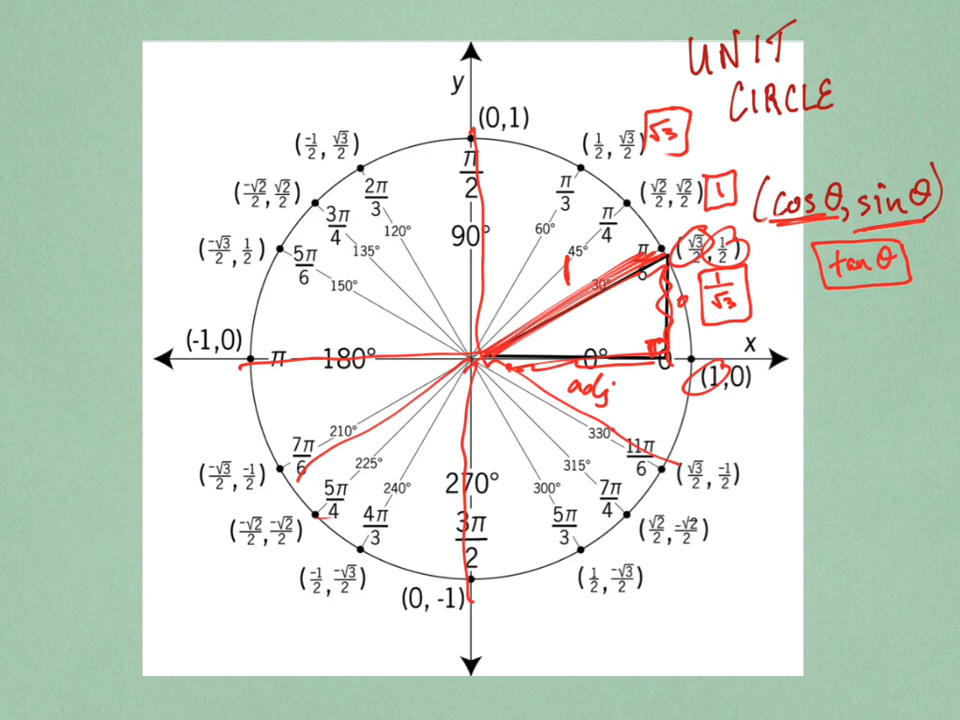 UNIT
CIRCLE
y
(0,1)
(-1/2, √3/2)
(1/2, √3/2) √3
π/2
(-√2/2, √2/2)
2π/3
π/3
(√2/2, √2/2) 1
(cosθ, sinθ)
3π/4
120°
90°
60°
π/4
(-√3/2, 1/2)
5π/6
135°
45°
π/6
(√3/2, 1/2)
tanθ
150°
1
30°
1/√3
(-1,0)
π
180°
0°
0
x
(1,0)
adj
210°
330°
7π/6
11π/6
(-√3/2, -1/2)
225°
315°
(√3/2, -1/2)
5π/4
240°
270°
300°
7π/4
(-√2/2, -√2/2)
4π/3
3π/2
5π/3
(√2/2, -√2/2)
(-1/2, -√3/2)
(0, -1)
(1/2, -√3/2)